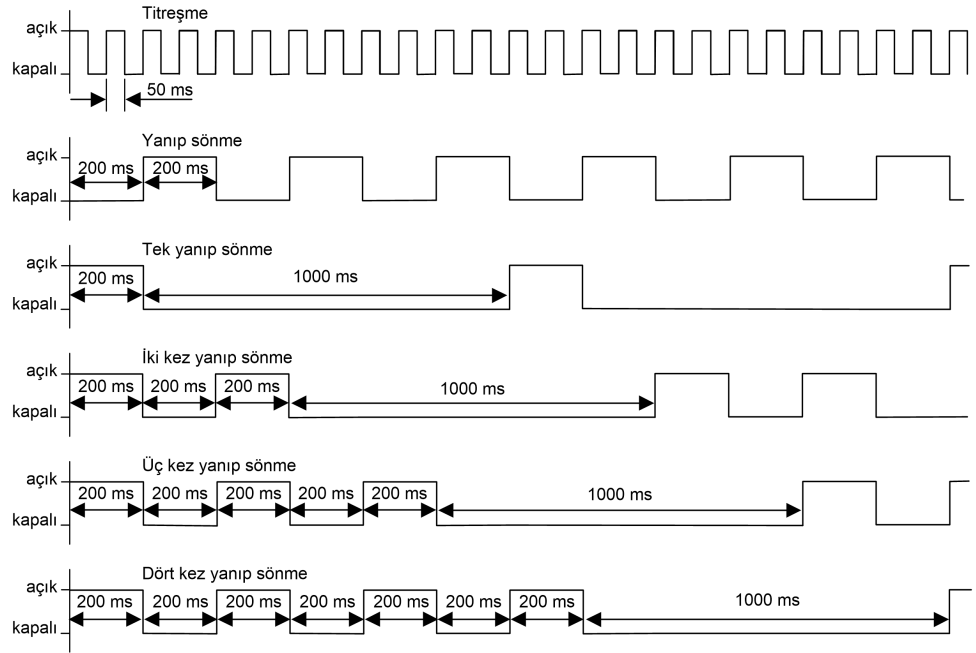 Titreşme
açık
kapalı
50 ms
Yanıp sönme
açık
200 ms 200 ms
kapalı
Tek yanıp sönme
açık
200 ms 1000 ms
kapalı
İki kez yanıp sönme
açık
200 ms 200 ms 200 ms 1000 ms
kapalı
Üç kez yanıp sönme
açık
200 ms 200 ms 200 ms 200 ms 200 ms 1000 ms
kapalı
Dört kez yanıp sönme
açık
200 ms 200 ms 200 ms 200 ms 200 ms 200 ms 200 ms 1000 ms
kapalı